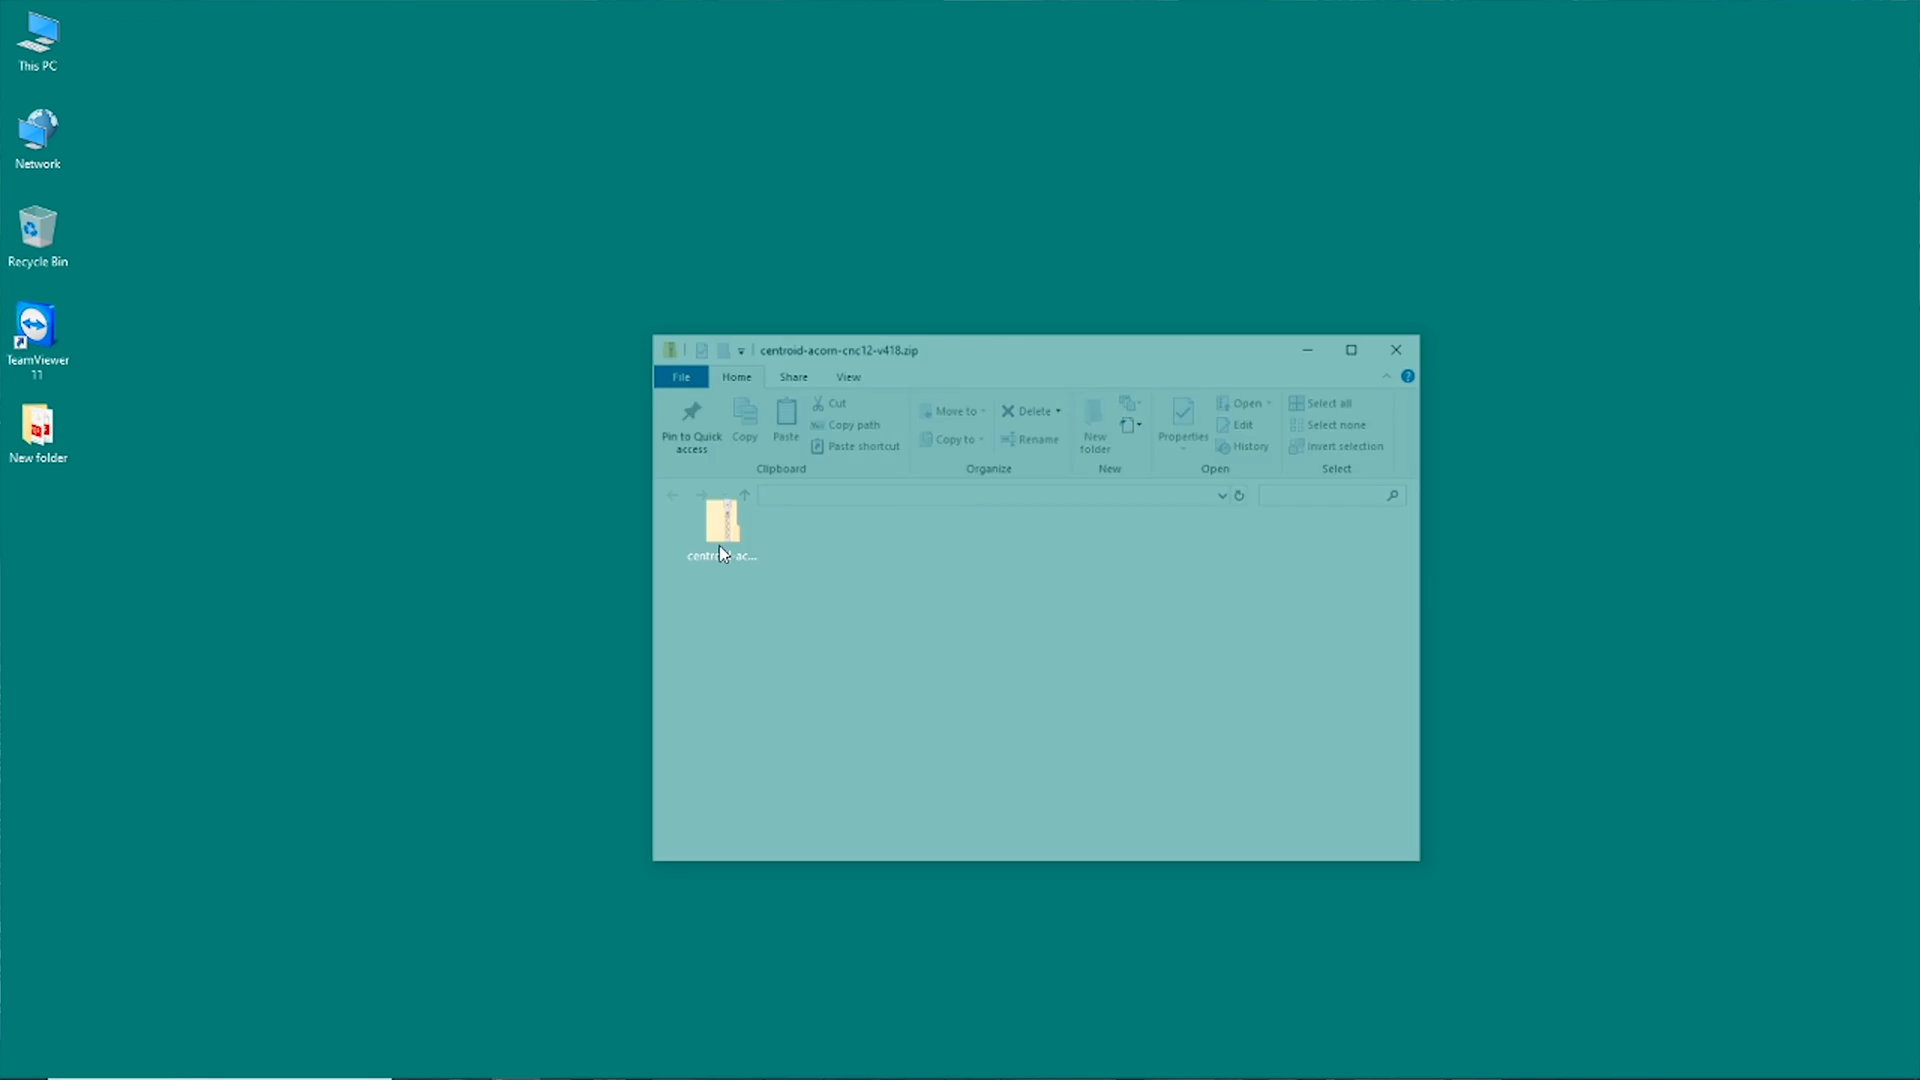 This PC
Network
Recycle Bin
TeamViewer
11
New folder
centroid-acorn-cnc12-v418.zip
File
Home
Share
View
Pin to Quick
access
Copy
Paste
Cut
Copy path
Paste shortcut
Clipboard
Move to
Copy to
Delete
Rename
Organize
New
folder
New
Properties
Open
Edit
History
Open
Select all
Select none
Invert selection
Select